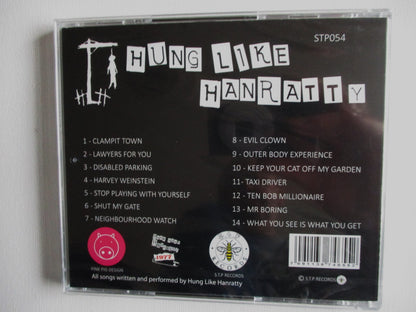 STP054
HUNG LIKE
HANRATTY
1 - CLAMPIT TOWN
2 - LAWYERS FOR YOU
3 - DISABLED PARKING
4 - HARVEY WEINSTEIN
5 - STOP PLAYING WITH YOURSELF
6 - SHUT MY GATE
7 - NEIGHBOURHOOD WATCH
8 - EVIL CLOWN
9 - OUTER BODY EXPERIENCE
10 - KEEP YOUR CAT OFF MY GARDEN
11 - TAXI DRIVER
12 - TEN BOB MILLIONAIRE
13 - MR BORING
14 - WHAT YOU SEE IS WHAT YOU GET
PINK PIG DESIGN
1977
RECORDS
S.T.P RECORDS
© S.T.P RECORDS
All songs written and performed by Hung Like Hanratty